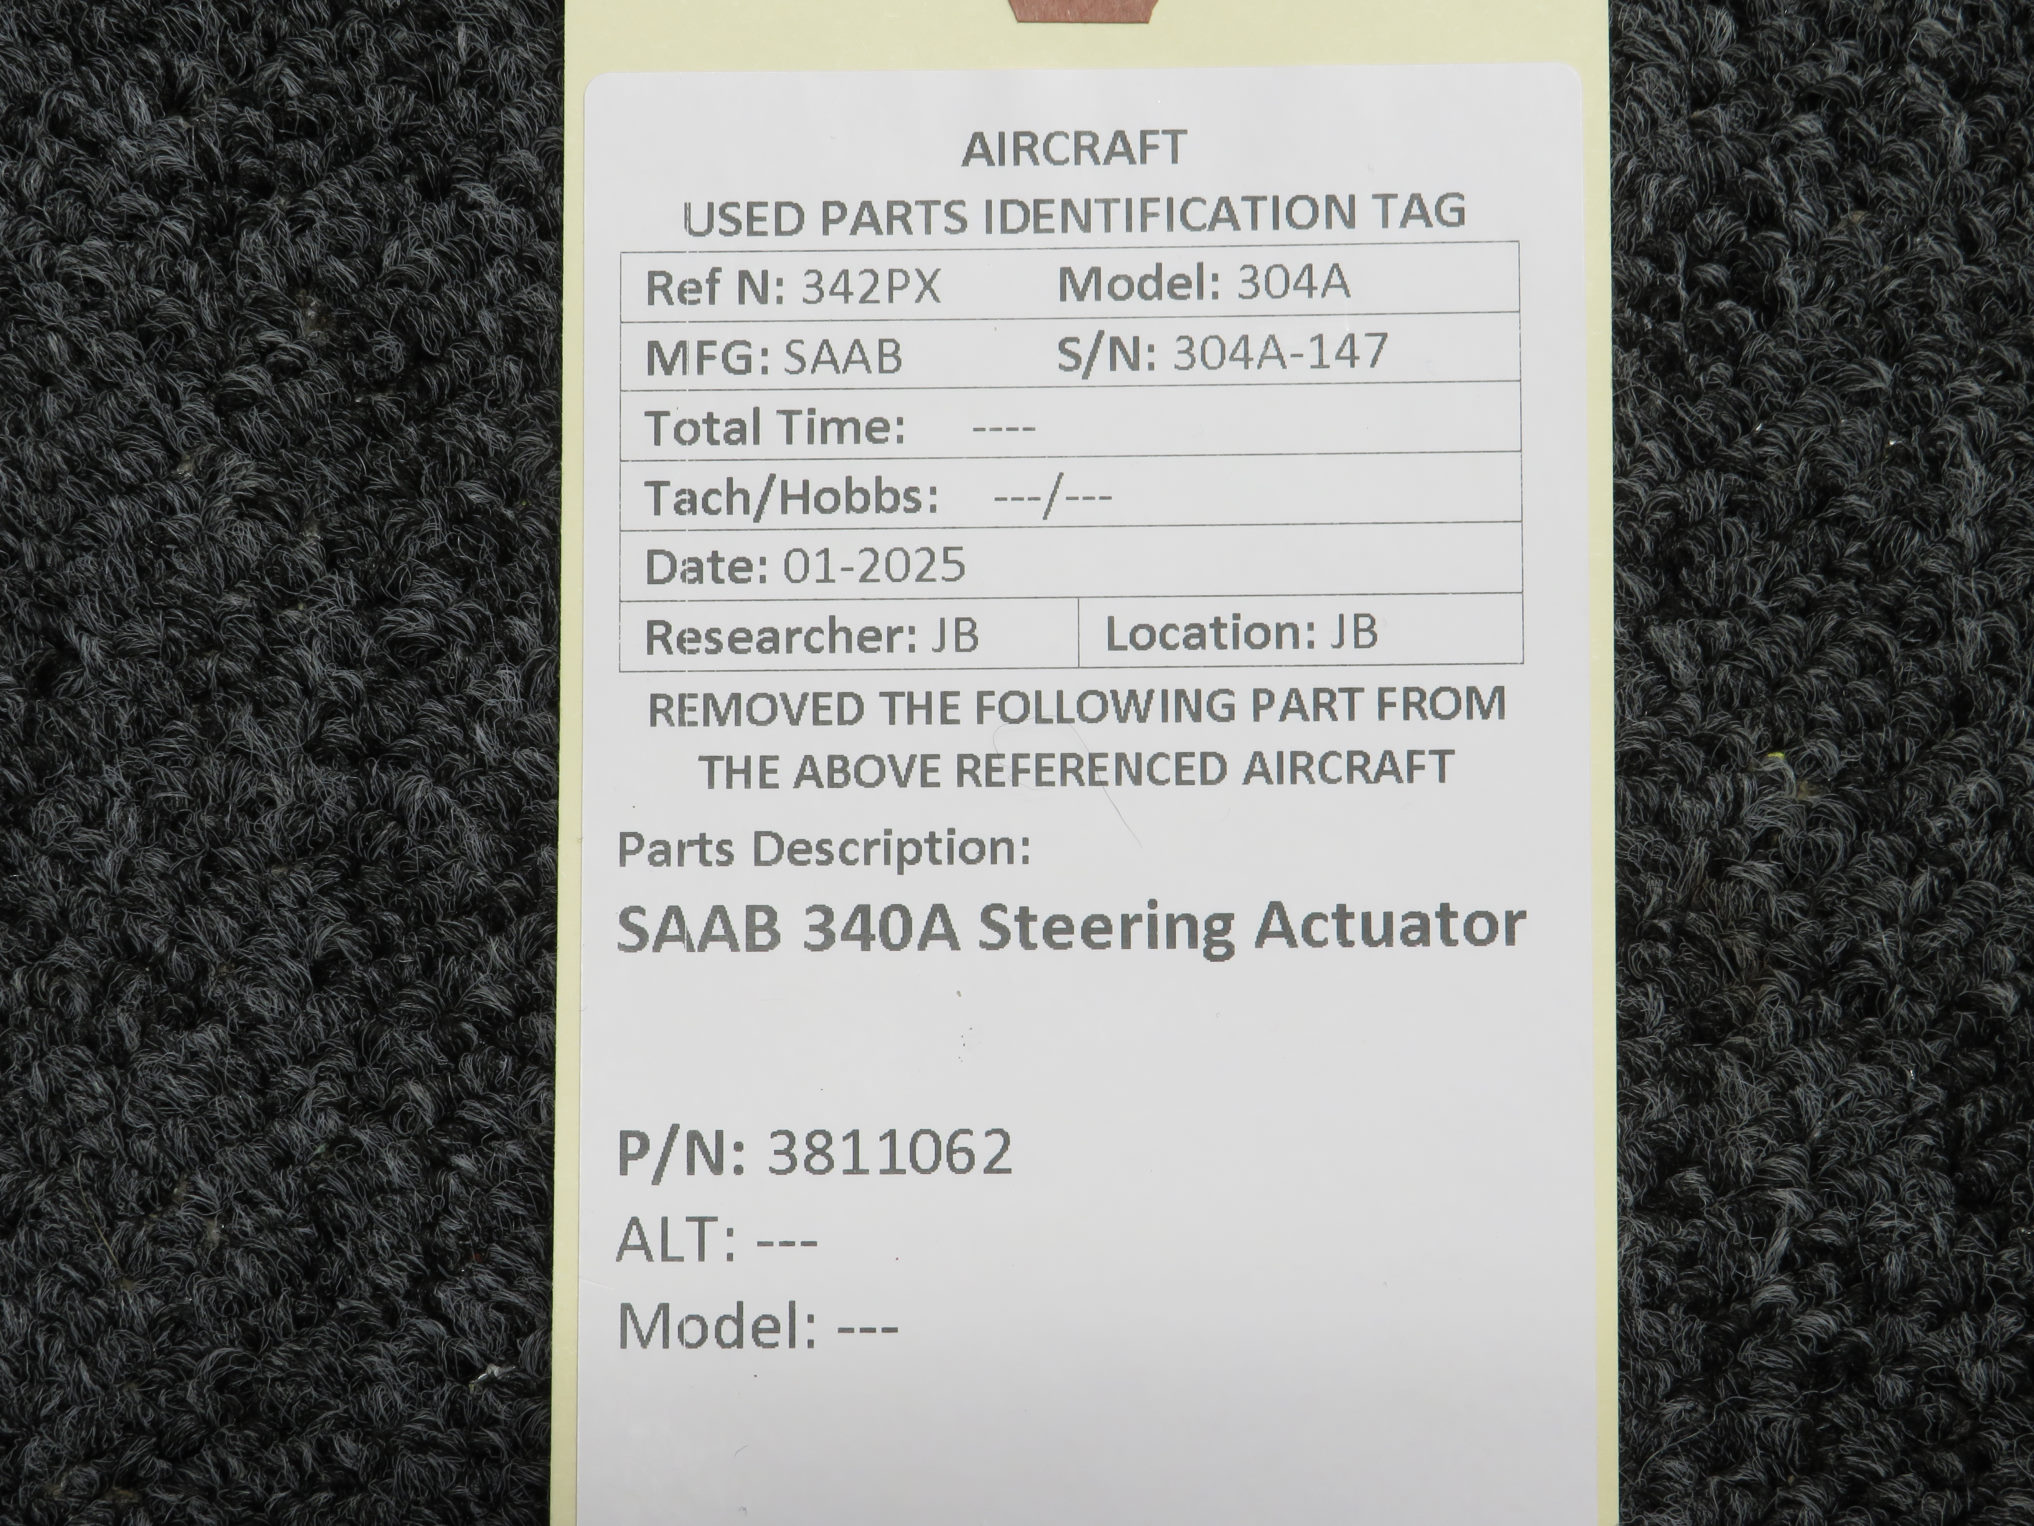 AIRCRAFT
USED PARTS IDENTIFICATION TAG
Ref N: 342PX Model: 304A
MFG: SAAB S/N: 304A-147
Total Time: ----
Tach/Hobbs: ---/---
Date: 01-2025
Researcher: JB Location: JB
REMOVED THE FOLLOWING PART FROM
THE ABOVE REFERENCED AIRCRAFT
Parts Description:
SAAB 340A Steering Actuator
P/N: 3811062
ALT: ---
Model: ---